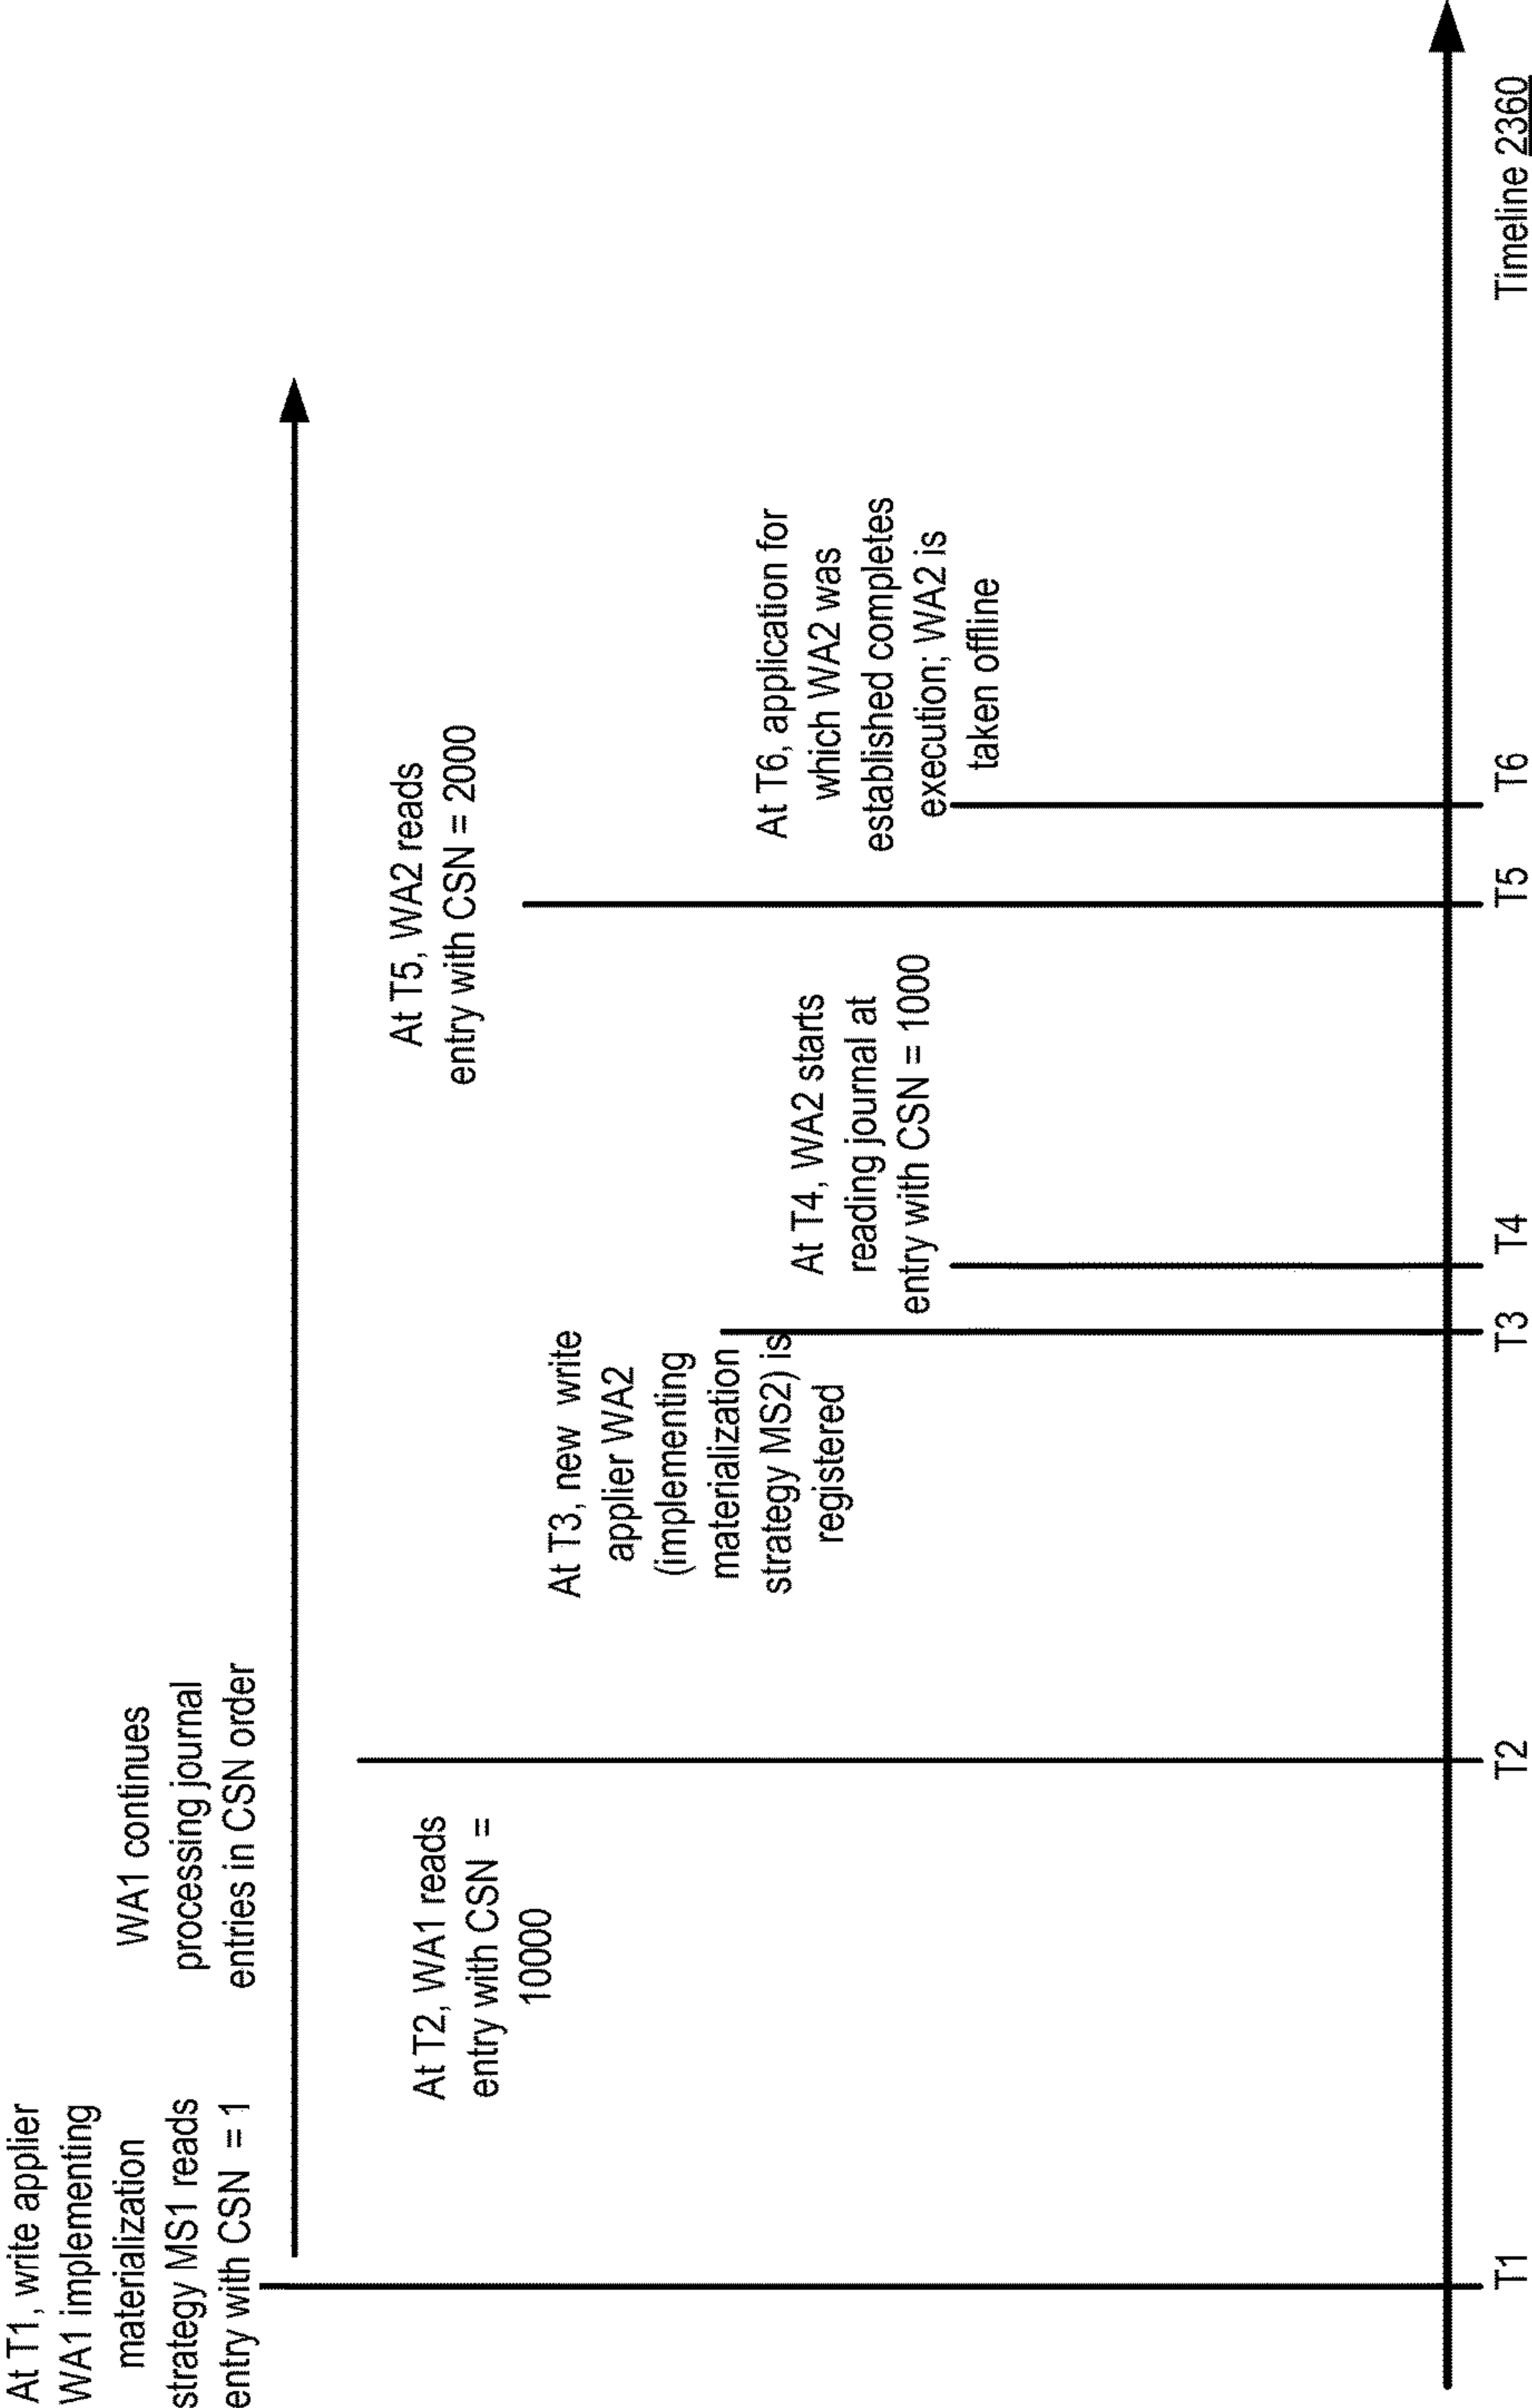 At T1, write applier
WA1 implementing
materialization
strategy MS1 reads
entry with CSN = 1
WA1 continues
processing journal
entries in CSN order
At T2, WA1 reads
entry with CSN =
10000
At T3, new write
applier WA2
(implementing
materialization
strategy MS2) is
registered
At T4, WA2 starts
reading journal at
entry with CSN = 1000
At T5, WA2 reads
entry with CSN = 2000
At T6, application for
which WA2 was
established completes
execution; WA2 is
taken offline
T1
T2
T3
T4
T5
T6
Timeline 2360